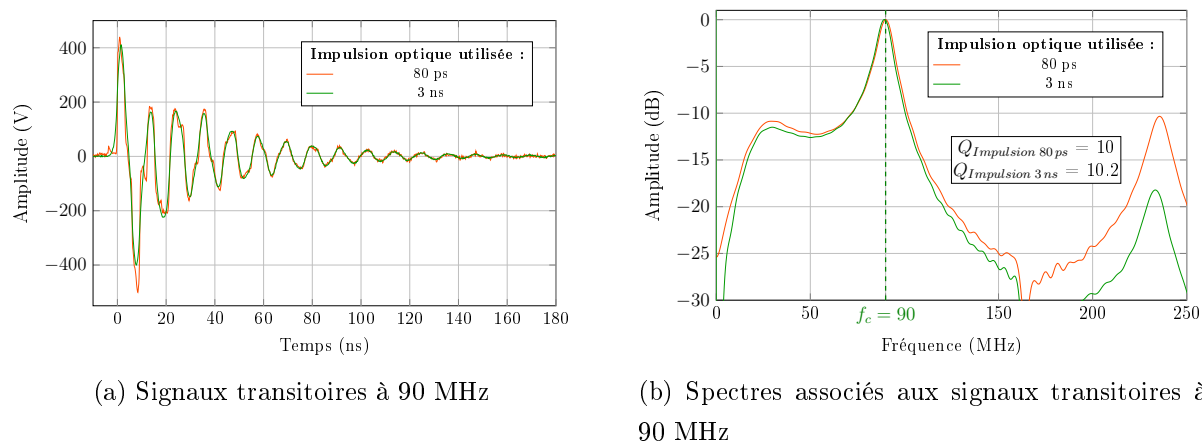 Impulsion optique utilisée :
80 ps
3 ns
400
200
0
−200
−400
Amplitude (V)
0 20 40 60 80 100 120 140 160 180
Temps (ns)
(a) Signaux transitoires à 90 MHz
Impulsion optique utilisée :
80 ps
3 ns
Q Impulsion 80 ps = 10
Q Impulsion 3 ns = 10.2
0
−5
−10
−15
−20
−25
−30
Amplitude (dB)
0 50 f_c = 90 150 200 250
Fréquence (MHz)
(b) Spectres associés aux signaux transitoires à
90 MHz